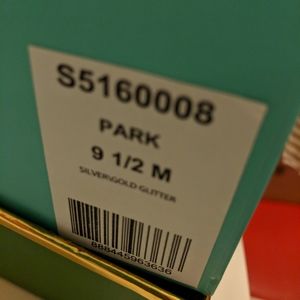 S5160008
PARK
9 1/2 M
SILVER\GOLD GLITTER
888445963636